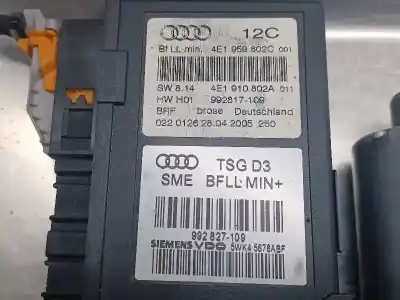 12C
BfLL-min. 4E1 959 802C 001
SW 8.14 4E1 910 802A 011
HW H01 992817-109
BFIF brose Deutschland
022 0126 28.04.2005 250
TSG D3
SME BFLL MIN+
992 827-109
SIEMENS VDO 5WK4 5678ABF